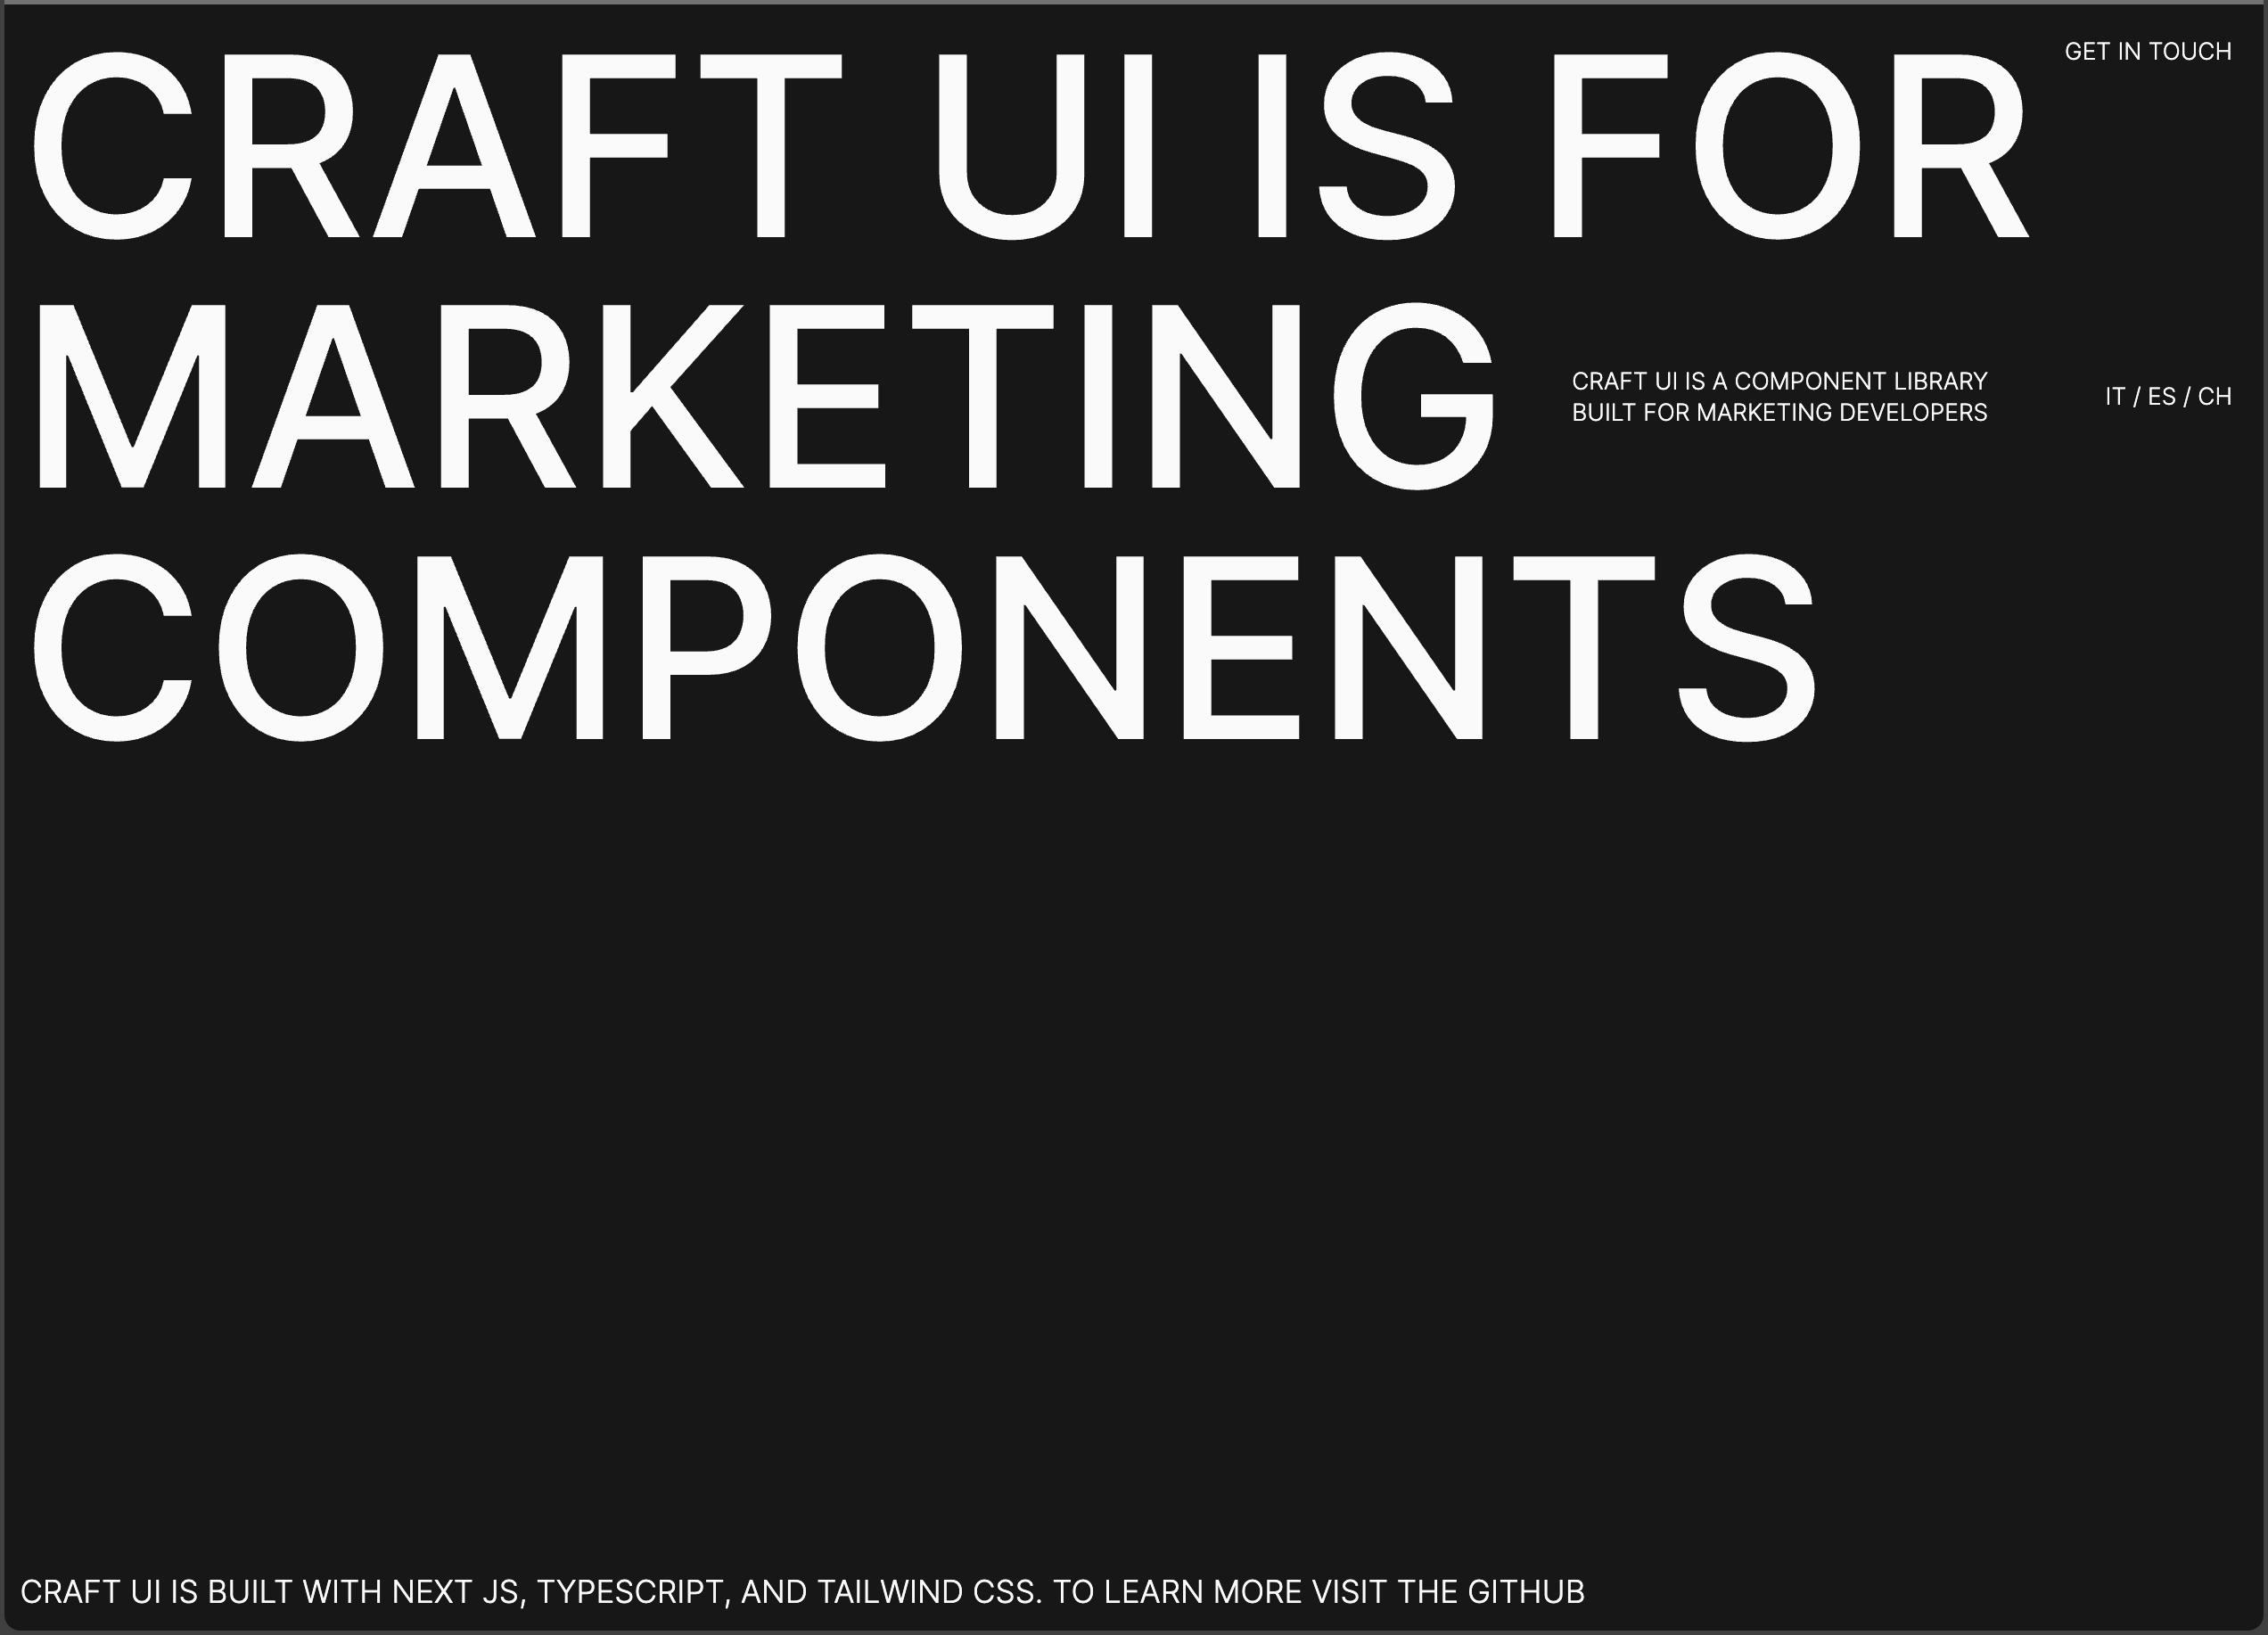 CRAFT UI IS FOR
GET IN TOUCH
MARKETING
CRAFT UI IS A COMPONENT LIBRARY
BUILT FOR MARKETING DEVELOPERS
IT / ES / CH
COMPONENTS
CRAFT UI IS BUILT WITH NEXT JS, TYPESCRIPT, AND TAILWIND CSS. TO LEARN MORE VISIT THE GITHUB